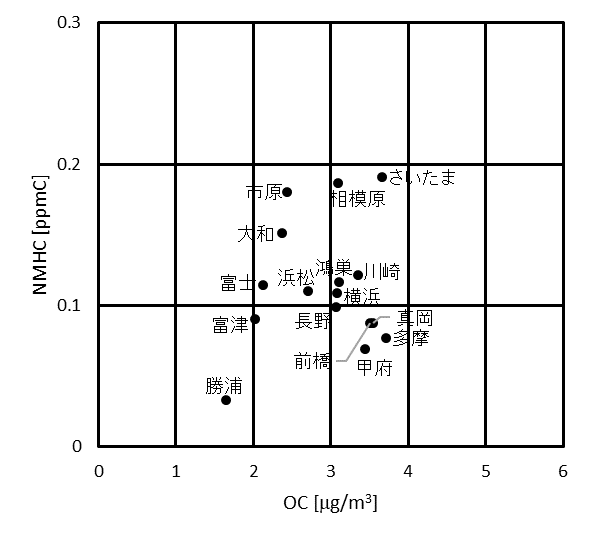 0.3
0.2
0.1
0
NMHC [ppmC]
さいたま
市原
相模原
大和
鴻巣
川崎
浜松
富士
横浜
富津
長野
真岡
多摩
前橋
甲府
勝浦
0 1 2 3 4 5 6
OC [µg/m³]